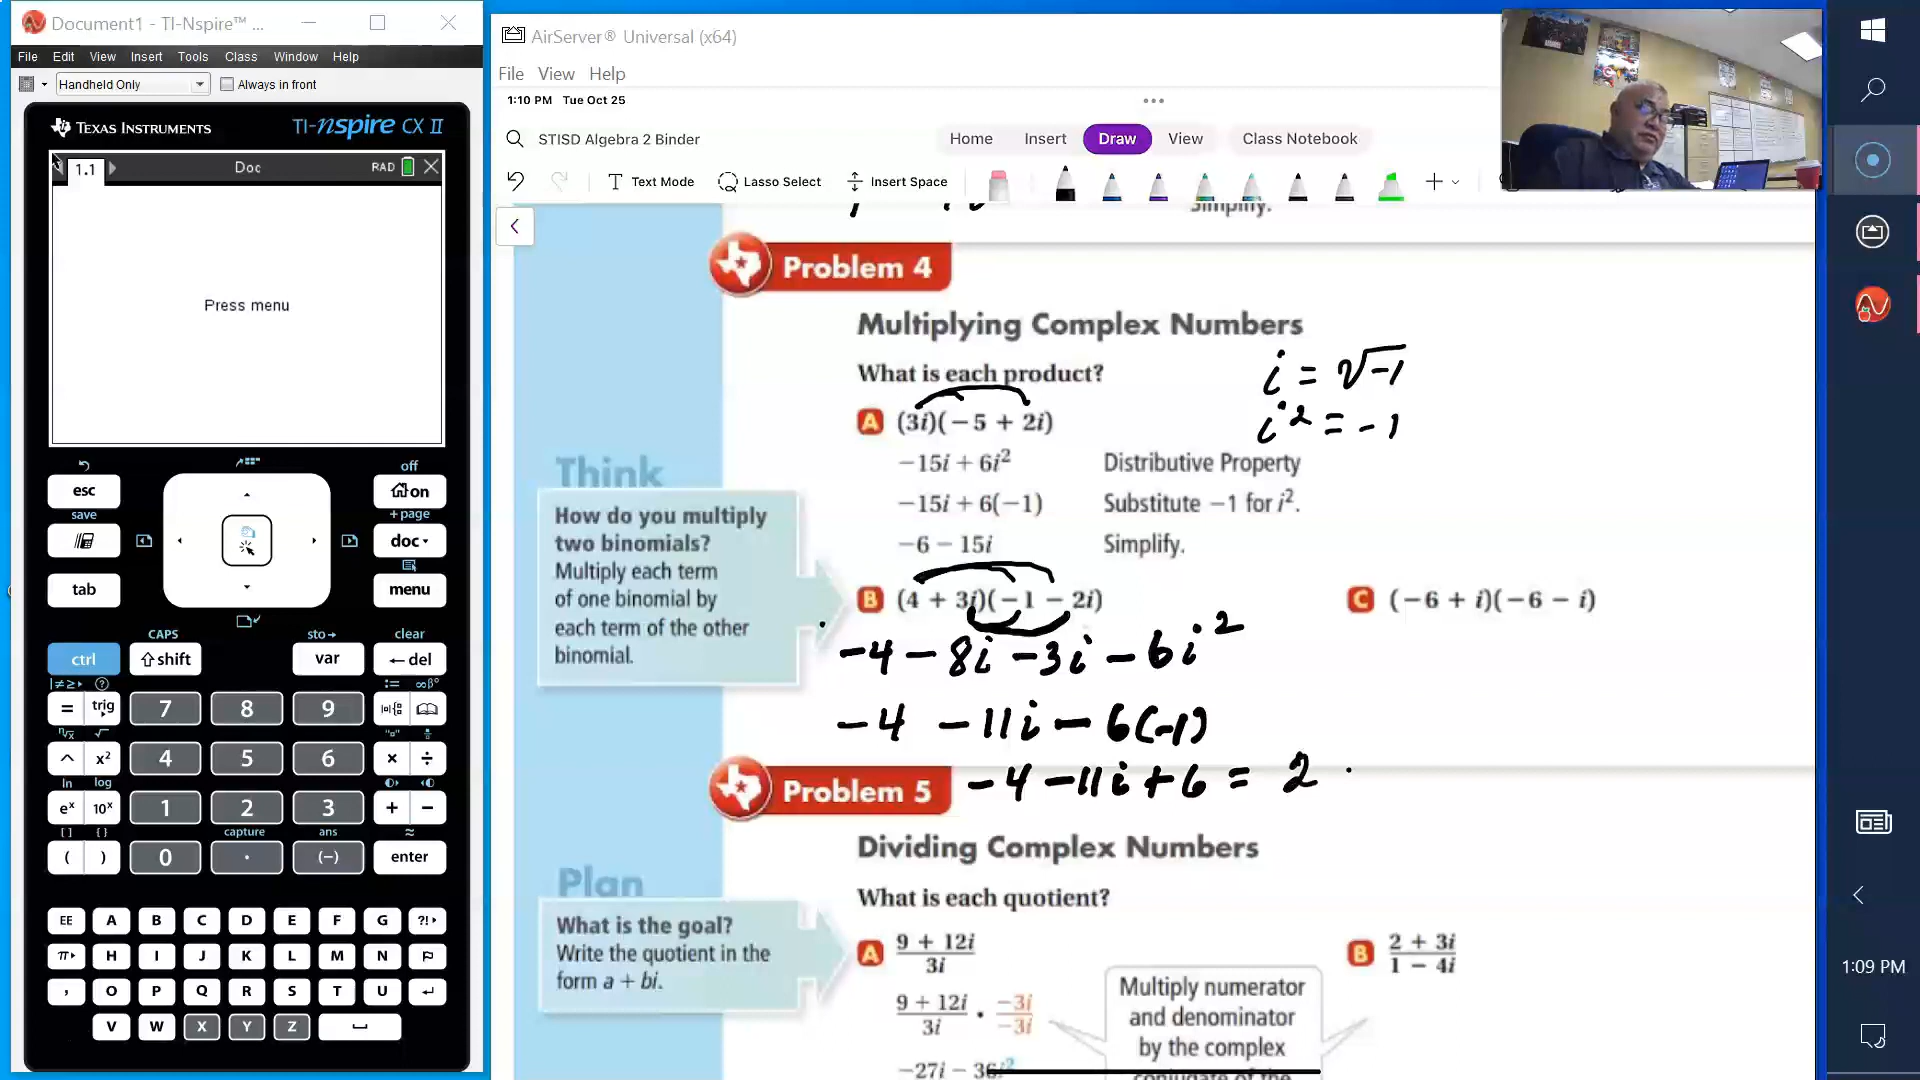 Document1 - TI-Nspire™ ...
File Edit View Insert Tools Class Window Help
Handheld Only Always in front
TEXAS INSTRUMENTS TI-nspire CX II
1.1 Doc RAD
Press menu
off
esc on
save + page
doc
tab menu
CAPS sto→ clear
ctrl ⇧shift var ← del
= trig 7 8 9
^ x² 4 5 6 × ÷
ln log
eˣ 10ˣ 1 2 3 + −
[ ] { } capture ans ≈
( ) 0 . (−) enter
EE A B C D E F G ?!
π H I J K L M N
, O P Q R S T U
V W X Y Z
AirServer® Universal (x64)
File View Help
1:10 PM Tue Oct 25
STISD Algebra 2 Binder Home Insert Draw View Class Notebook
Text Mode Lasso Select Insert Space
Simplify.
Problem 4
Multiplying Complex Numbers
What is each product?
i = √-1
i² = -1
A (3i)(−5 + 2i)
−15i + 6i² Distributive Property
−15i + 6(−1) Substitute −1 for i².
−6 − 15i Simplify.
Think
How do you multiply
two binomials?
Multiply each term
of one binomial by
each term of the other
binomial.
B (4 + 3i)(−1 − 2i) C (−6 + i)(−6 − i)
-4 - 8i - 3i - 6i²
-4 - 11i - 6(-1)
-4 - 11i + 6 = 2
Problem 5
Dividing Complex Numbers
What is each quotient?
Plan
What is the goal?
Write the quotient in the
form a + bi.
A 9 + 12i
3i
B 2 + 3i
1 − 4i
9 + 12i · −3i
3i −3i
−27i − 36i²
Multiply numerator
and denominator
by the complex
conjugate of the
1:09 PM